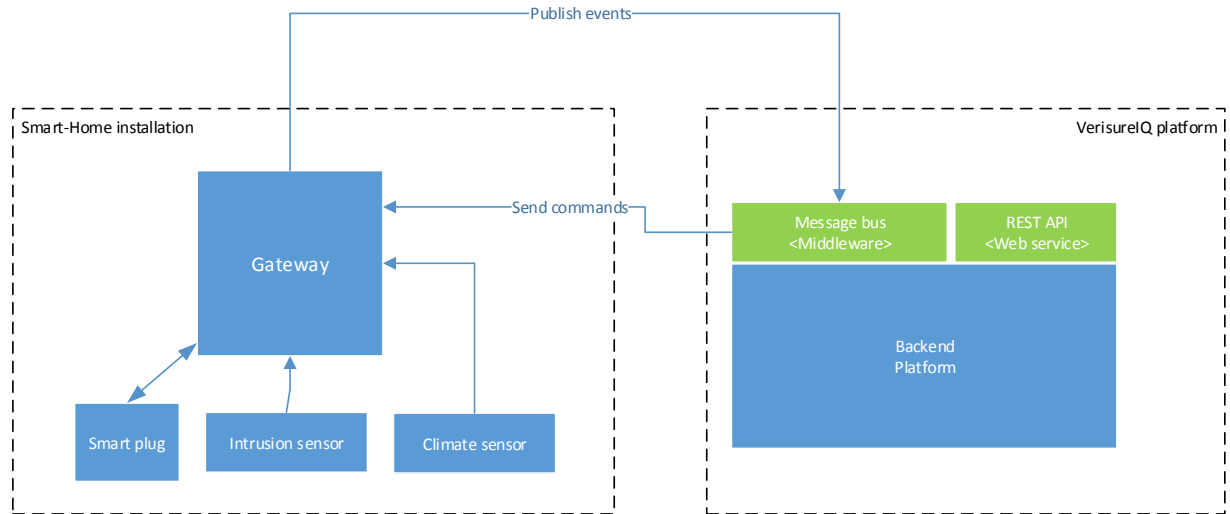 Publish events
Smart-Home installation
VerisureIQ platform
Send commands
Message bus
<Middleware>
REST API
<Web service>
Gateway
Backend
Platform
Smart plug
Intrusion sensor
Climate sensor